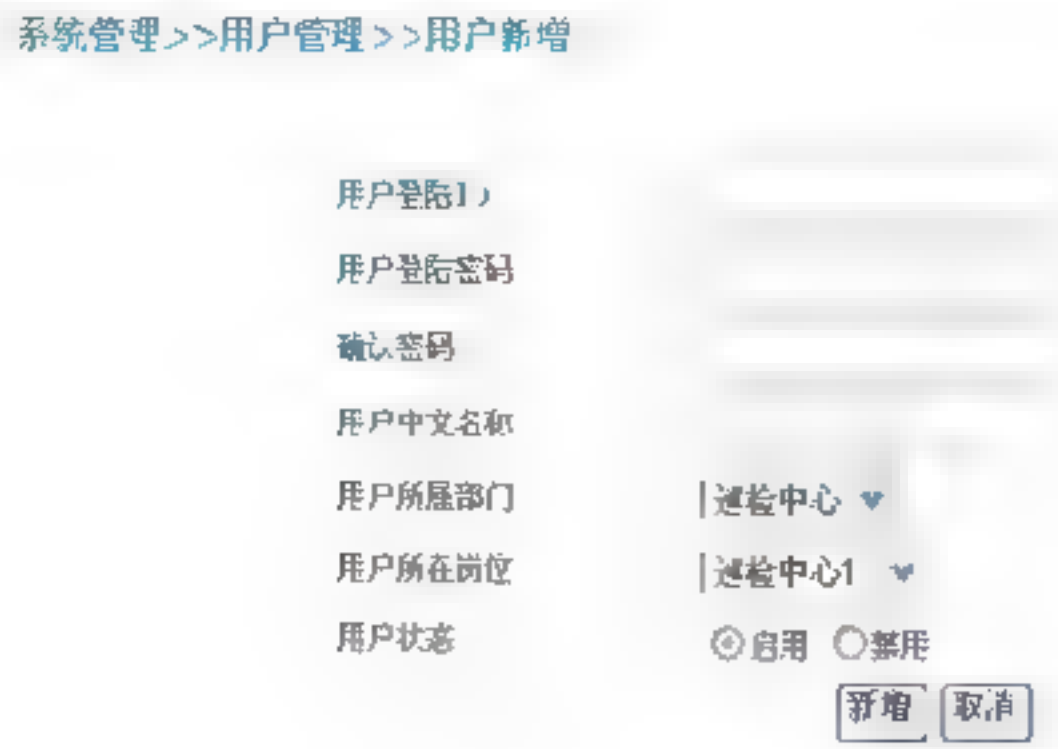 系统管理>>用户管理>>用户新增
用户登陆ID
用户登陆密码
确认密码
用户中文名称
用户所属部门 巡检中心
用户所在岗位 巡检中心1
用户状态 启用 禁用
新增 取消